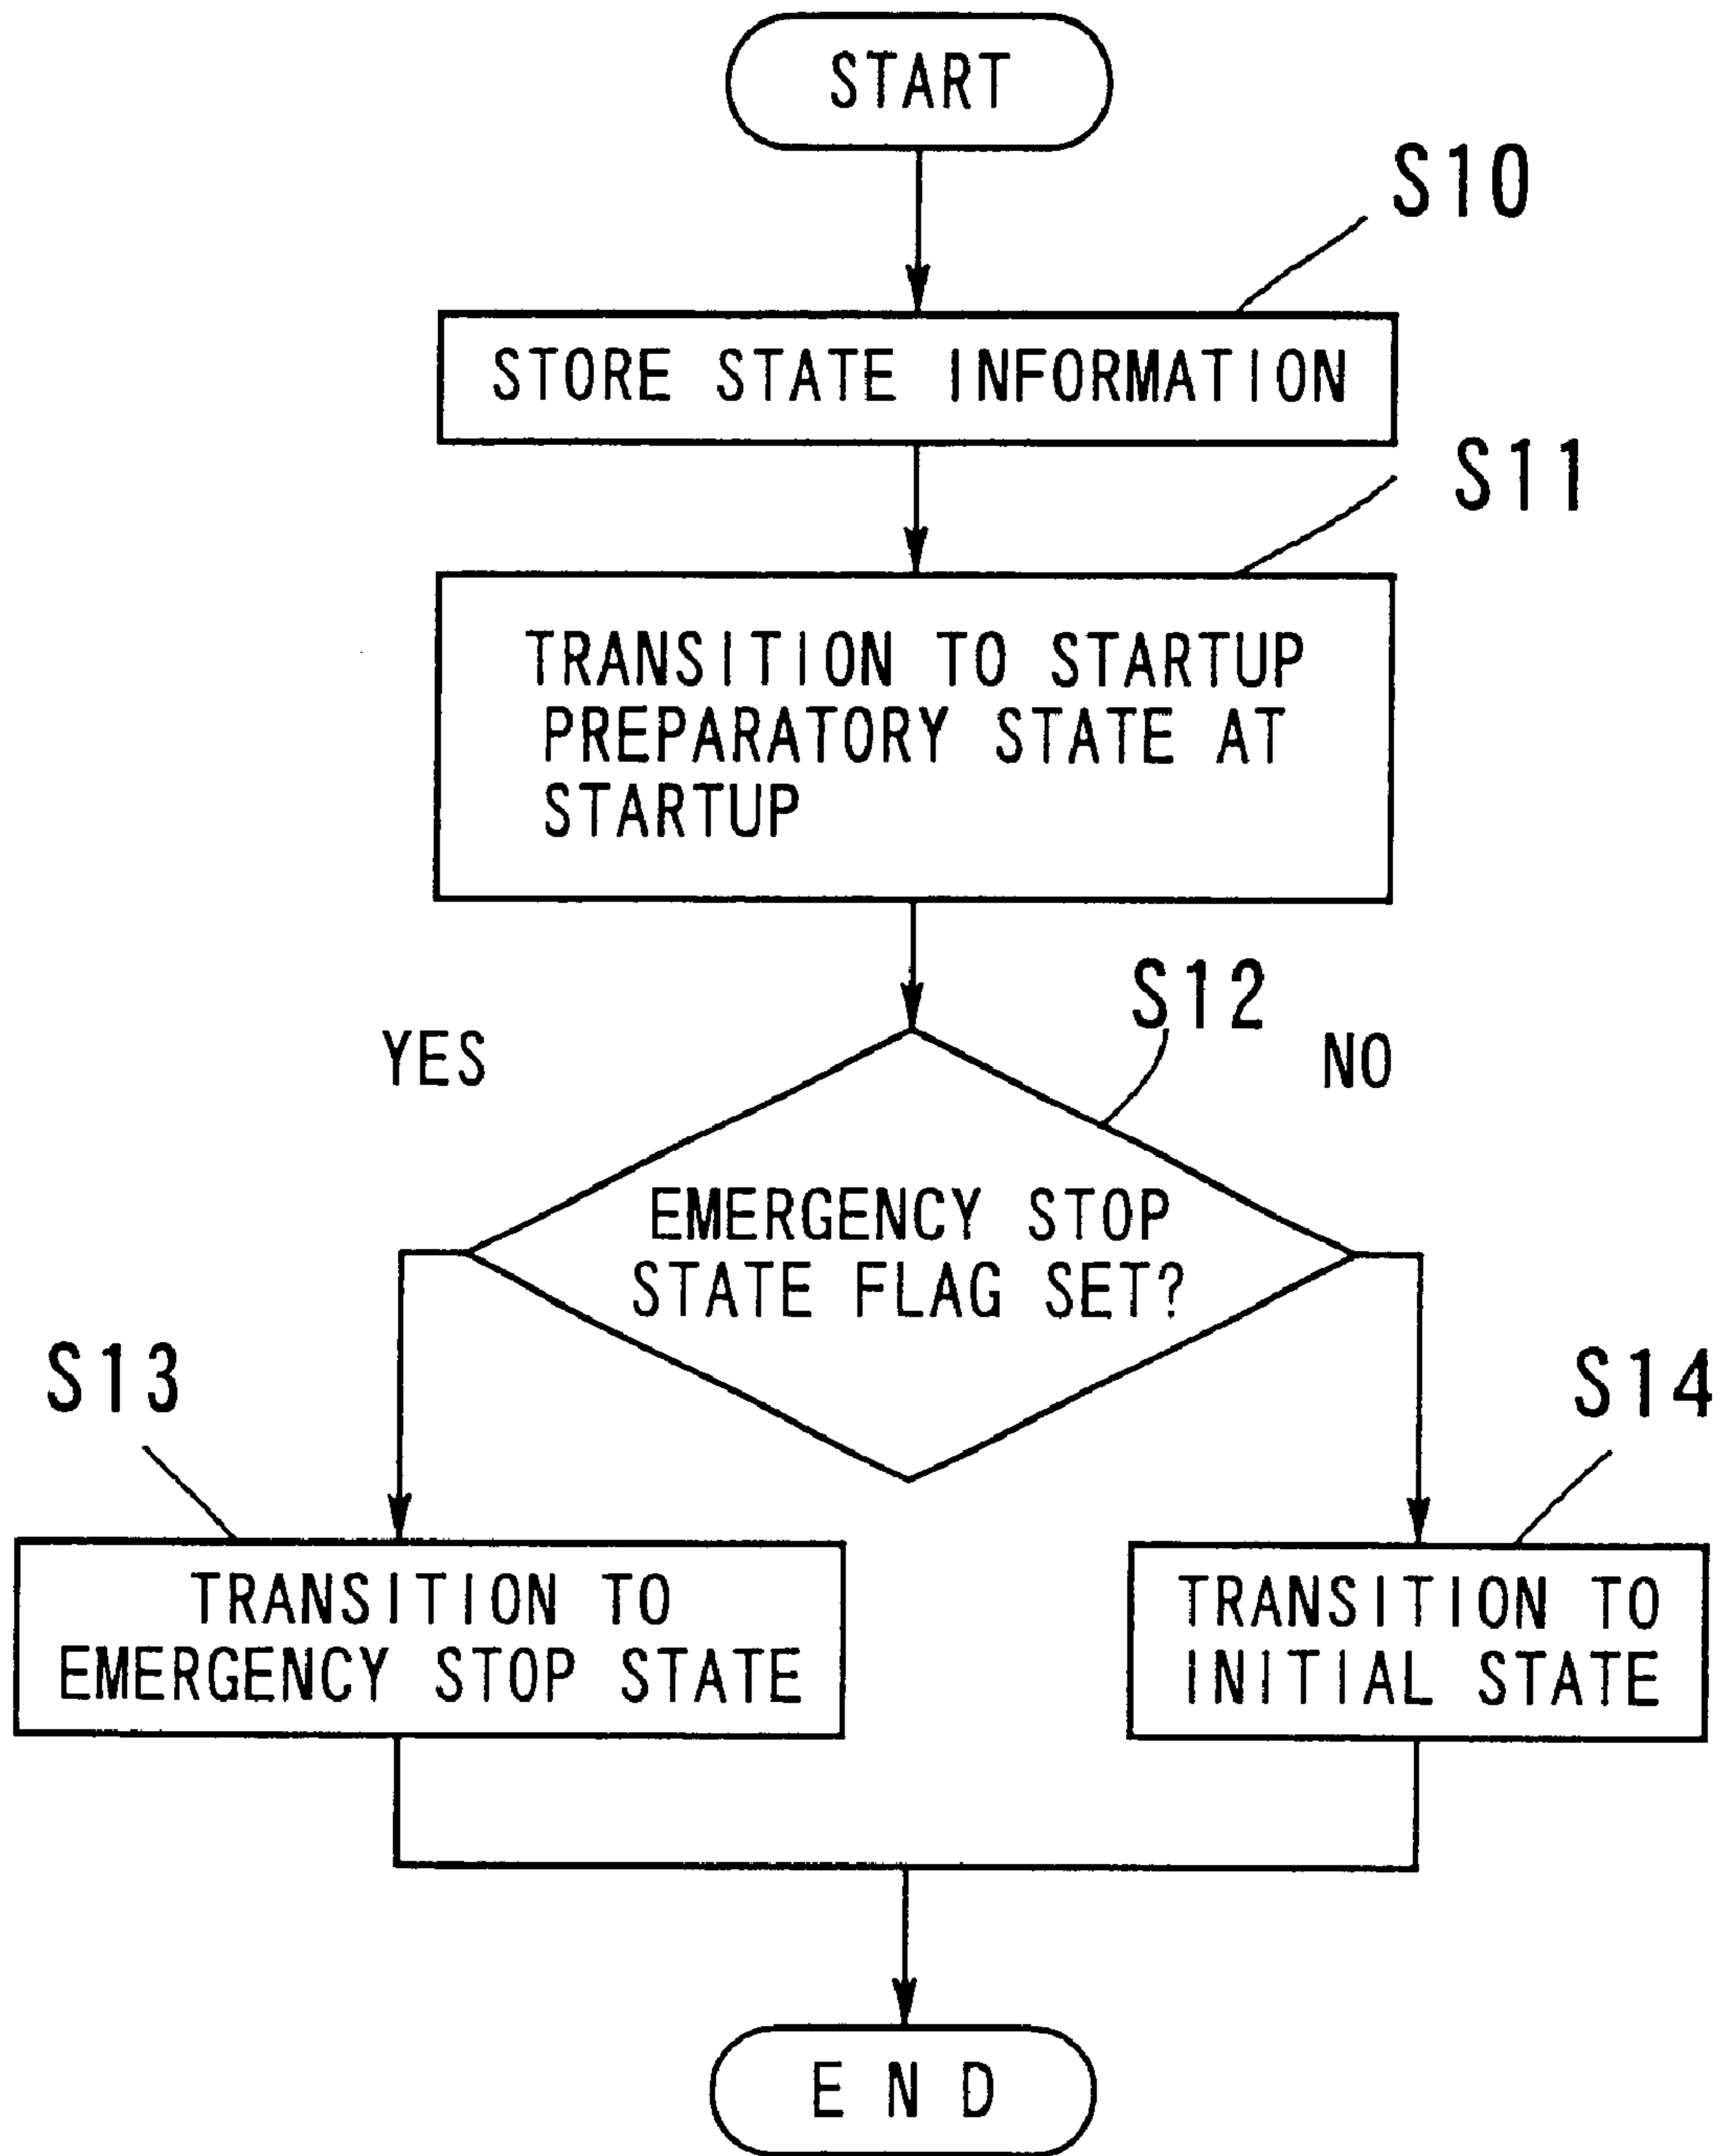 START
S10
STORE STATE INFORMATION
S11
TRANSITION TO STARTUP
PREPARATORY STATE AT
STARTUP
S12
YES
NO
EMERGENCY STOP
STATE FLAG SET?
S13
S14
TRANSITION TO
EMERGENCY STOP STATE
TRANSITION TO
INITIAL STATE
END